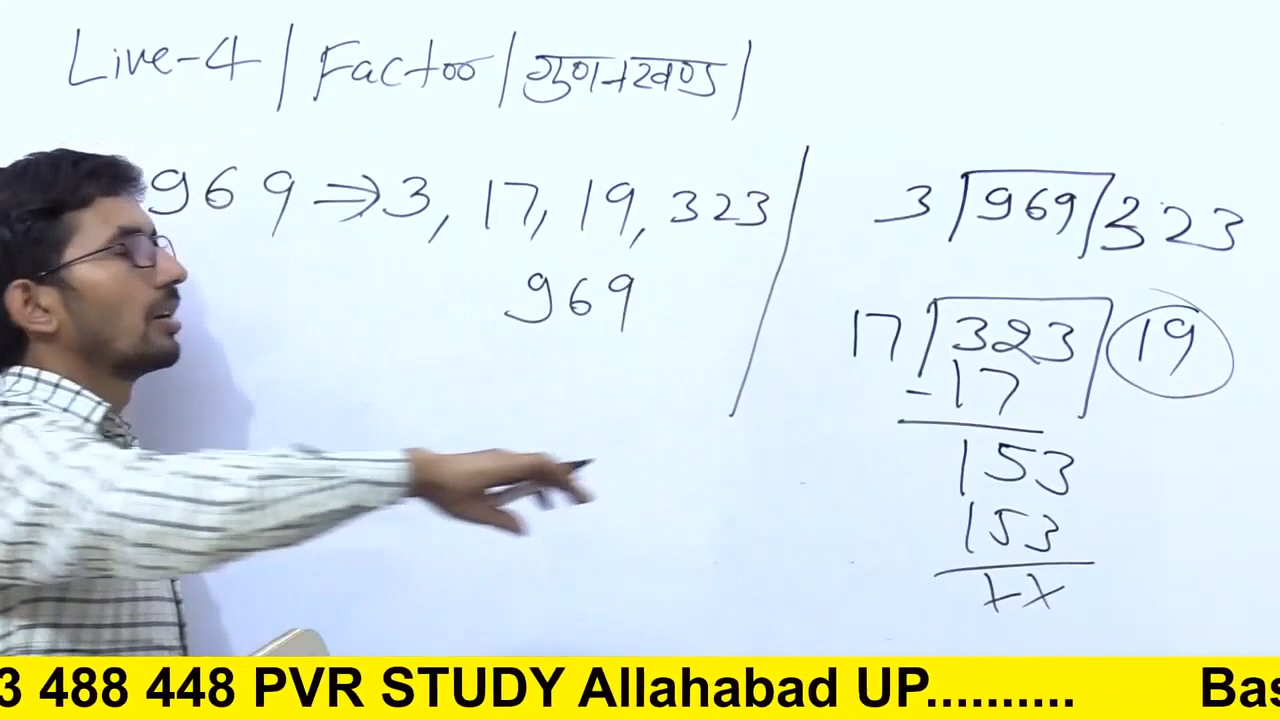 Live-4 | Factor | गुणनखण्ड |
969 ⇒ 3, 17, 19, 323
969
3 | 969 | 323
17 | 323 | 19
-17
153
153
××
3 488 448 PVR STUDY Allahabad UP.......... Bas